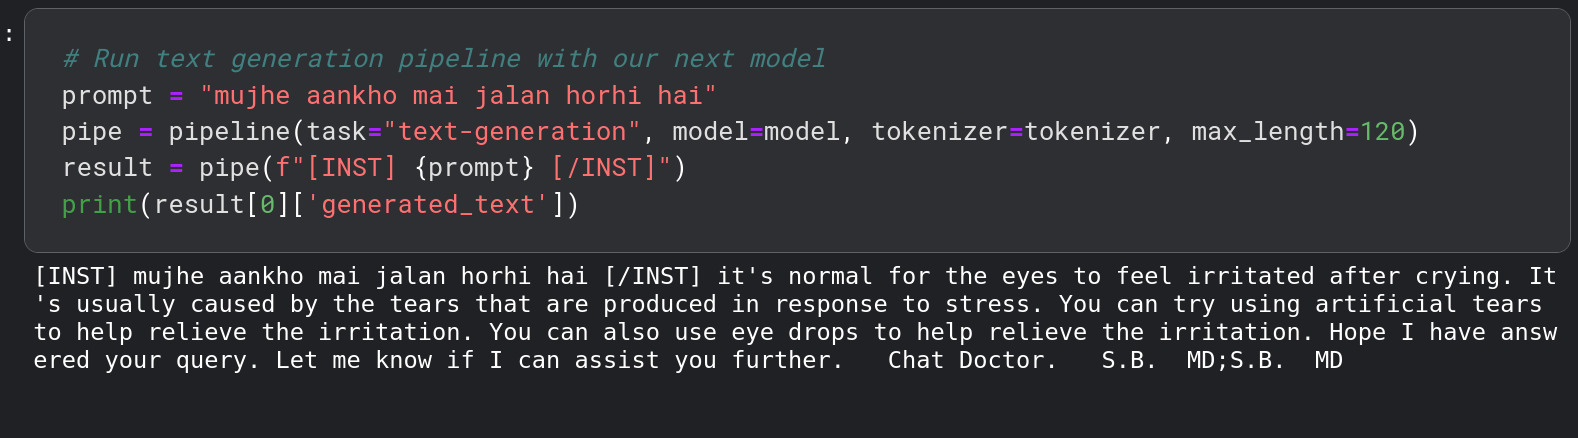 :
# Run text generation pipeline with our next model
prompt = "mujhe aankho mai jalan horhi hai"
pipe = pipeline(task="text-generation", model=model, tokenizer=tokenizer, max_length=120)
result = pipe(f"[INST] {prompt} [/INST]")
print(result[0]['generated_text'])
[INST] mujhe aankho mai jalan horhi hai [/INST] it's normal for the eyes to feel irritated after crying. It
's usually caused by the tears that are produced in response to stress. You can try using artificial tears
to help relieve the irritation. You can also use eye drops to help relieve the irritation. Hope I have answ
ered your query. Let me know if I can assist you further.   Chat Doctor.   S.B.  MD;S.B.  MD